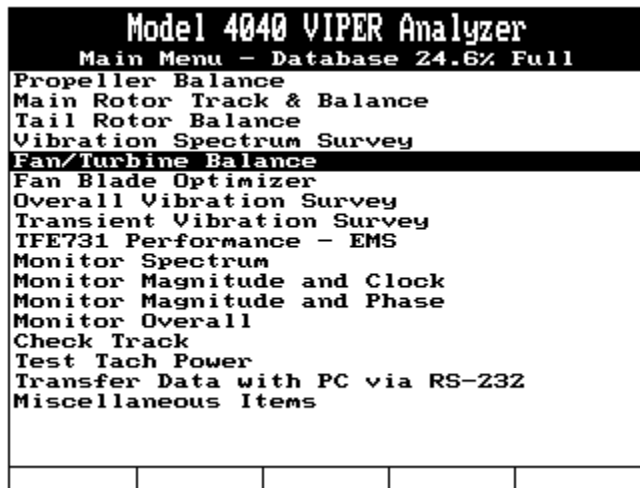 Model 4040 VIPER Analyzer
Main Menu - Database 24.6% Full
Propeller Balance
Main Rotor Track & Balance
Tail Rotor Balance
Vibration Spectrum Survey
Fan/Turbine Balance
Fan Blade Optimizer
Overall Vibration Survey
Transient Vibration Survey
TFE731 Performance - EMS
Monitor Spectrum
Monitor Magnitude and Clock
Monitor Magnitude and Phase
Monitor Overall
Check Track
Test Tach Power
Transfer Data with PC via RS-232
Miscellaneous Items